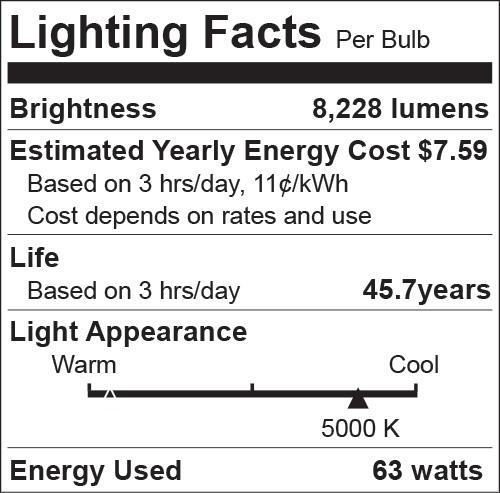 Lighting Facts Per Bulb
Brightness 8,228 lumens
Estimated Yearly Energy Cost $7.59
Based on 3 hrs/day, 11¢/kWh
Cost depends on rates and use
Life
Based on 3 hrs/day 45.7years
Light Appearance
Warm Cool
5000 K
Energy Used 63 watts